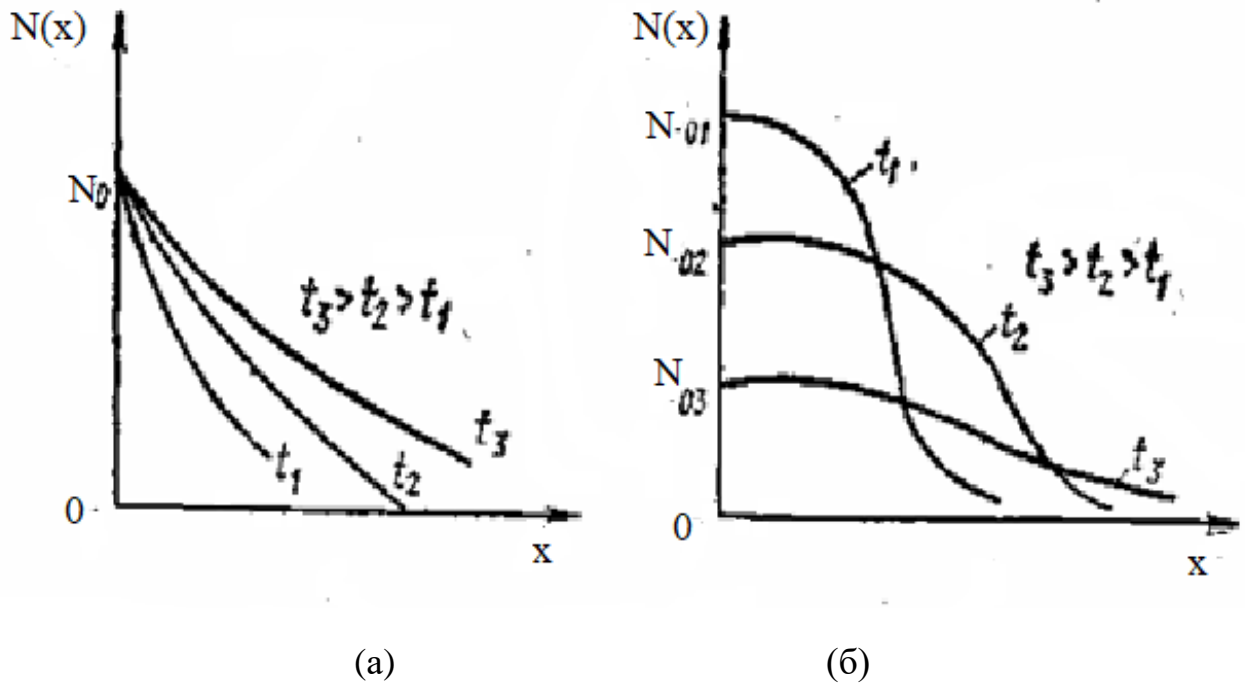 N(x)
N0
t3>t2>t1
t1
t2
t3
0
x
(а)
N(x)
N01
t1
N02
t3>t2>t1
t2
N03
t3
0
x
(б)